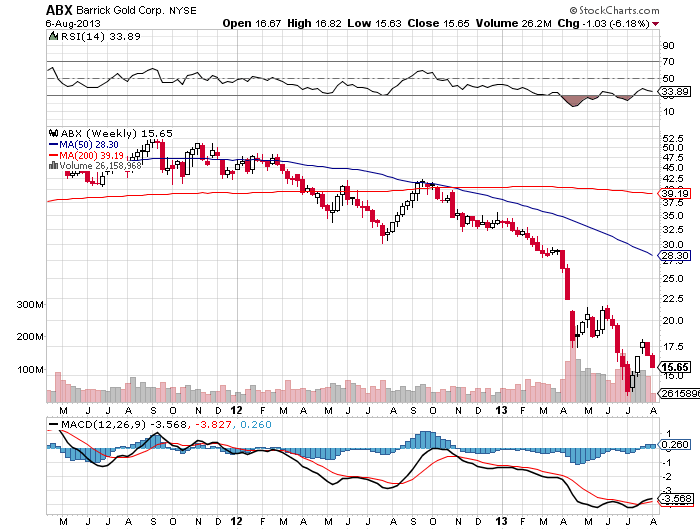 ABX Barrick Gold Corp. NYSE
© StockCharts.com
6-Aug-2013
Open 16.67 High 16.82 Low 15.63 Close 15.65 Volume 26.2M Chg -1.03 (-6.18%)
RSI(14) 33.89
90
70
50
33.89
10
ABX (Weekly) 15.65
MA(50) 28.30
MA(200) 39.19
Volume 26,158,968
52.5
50.0
47.5
45.0
42.5
39.19
37.5
35.0
32.5
30.0
28.30
25.0
22.5
20.0
17.5
15.65
15.0
300M
200M
100M
M J J A S O N D 12 F M A M J J A S O N D 13 F M A M J J A
MACD(12,26,9) -3.568, -3.827, 0.260
1
0.260
-3.568
M J J A S O N D 12 F M A M J J A S O N D 13 F M A M J J A